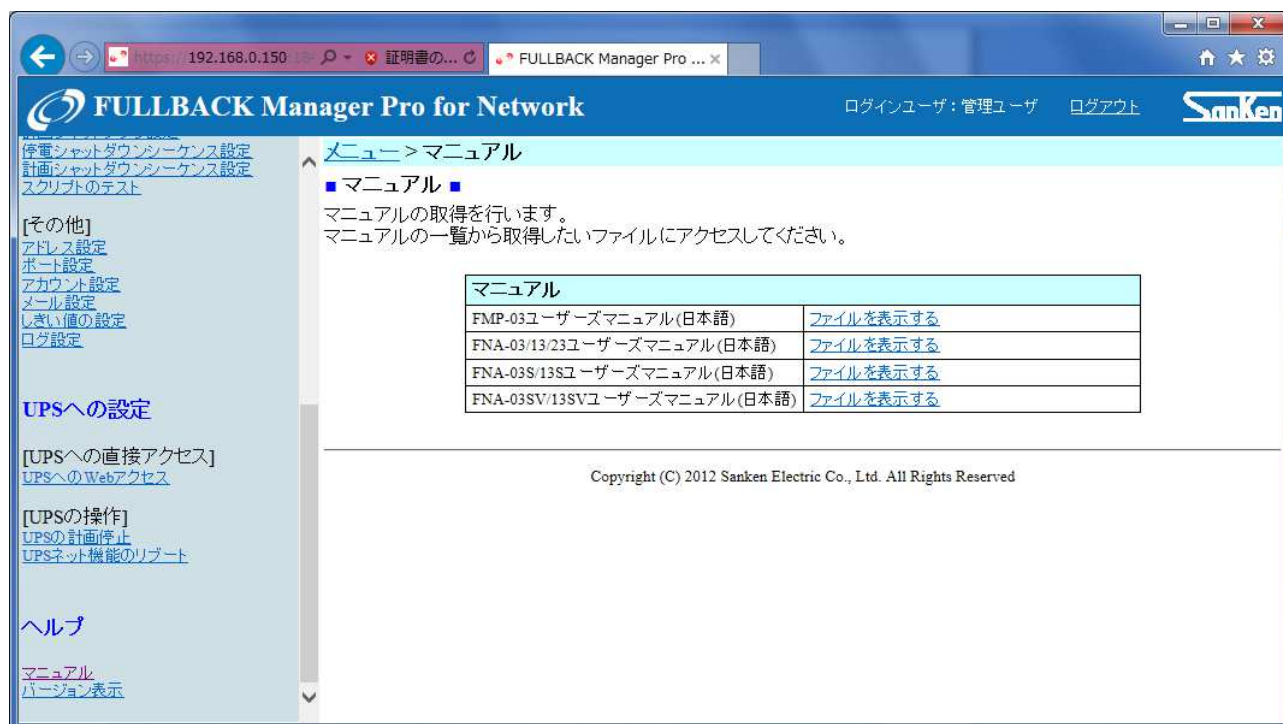 https://192.168.0.150
証明書の...
FULLBACK Manager Pro ...
FULLBACK Manager Pro for Network
ログインユーザ：管理ユーザ
ログアウト
SanKen
停電シャットダウンシーケンス設定
計画シャットダウンシーケンス設定
スクリプトのテスト
[その他]
アドレス設定
ポート設定
アカウント設定
メール設定
しきい値の設定
ログ設定
UPSへの設定
[UPSへの直接アクセス]
UPSへのWebアクセス
[UPSの操作]
UPSの計画停止
UPSネット機能のリブート
ヘルプ
マニュアル
バージョン表示
メニュー > マニュアル
■ マニュアル ■
マニュアルの取得を行います。
マニュアルの一覧から取得したいファイルにアクセスしてください。
マニュアル
FMP-03ユーザーズマニュアル(日本語) ファイルを表示する
FNA-03/13/23ユーザーズマニュアル(日本語) ファイルを表示する
FNA-03S/13Sユーザーズマニュアル(日本語) ファイルを表示する
FNA-03SV/13SVユーザーズマニュアル(日本語) ファイルを表示する
Copyright (C) 2012 Sanken Electric Co., Ltd. All Rights Reserved